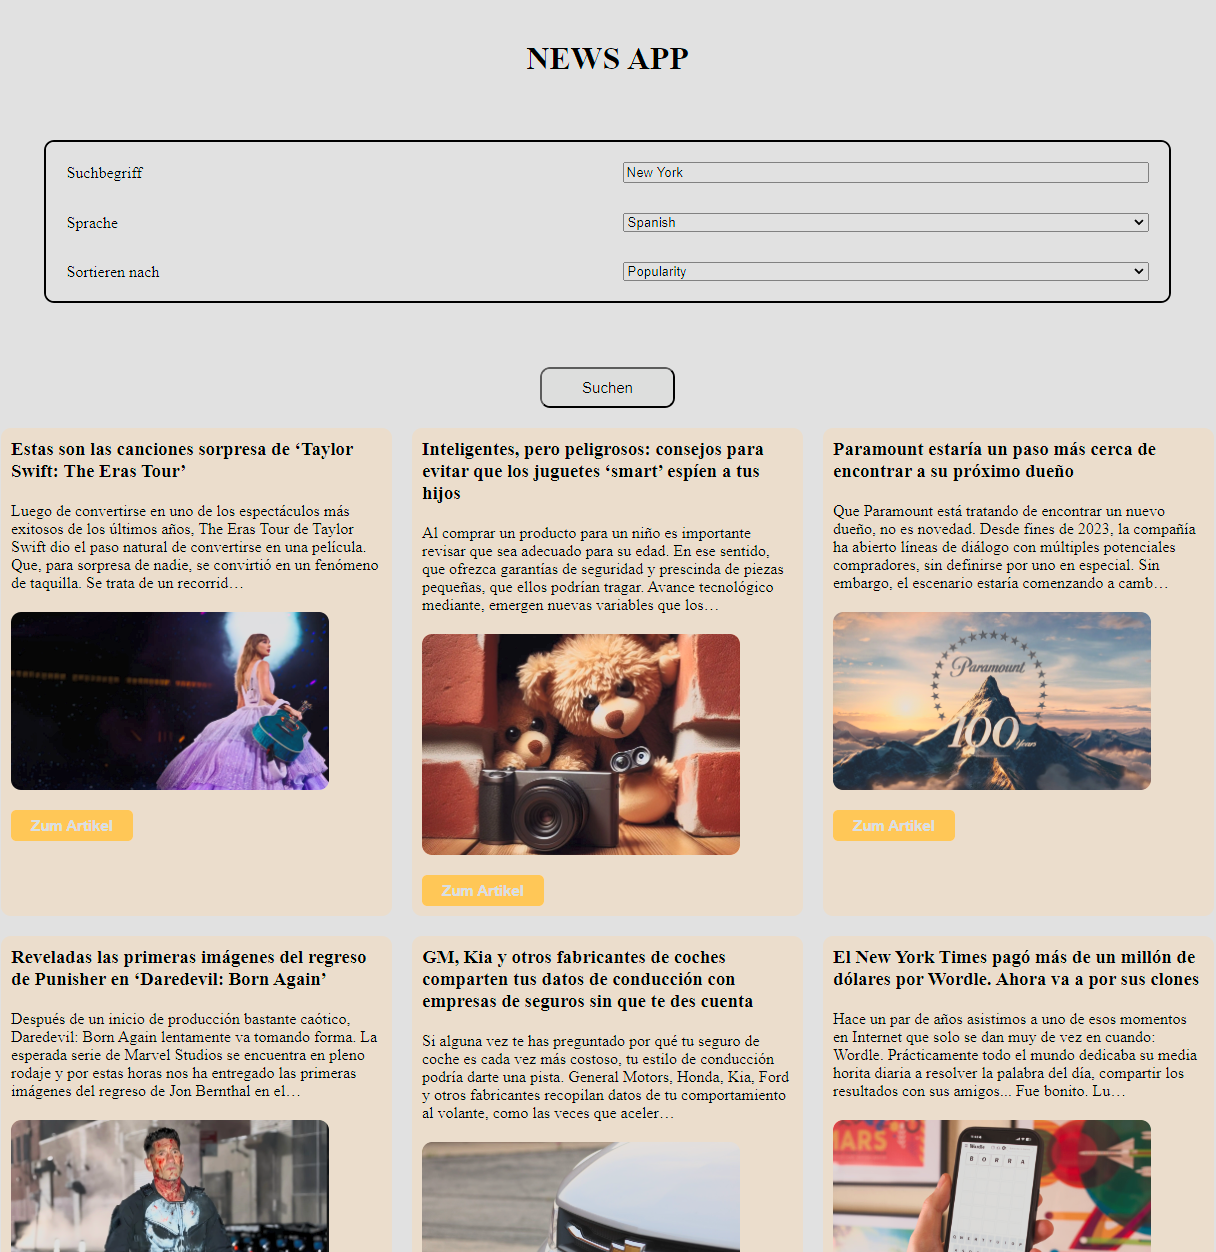 NEWS APP
Suchbegriff
New York
Sprache
Spanish
Sortieren nach
Popularity
Suchen
Estas son las canciones sorpresa de ‘Taylor
Swift: The Eras Tour’
Luego de convertirse en uno de los espectáculos más
exitosos de los últimos años, The Eras Tour de Taylor
Swift dio el paso natural de convertirse en una película.
Que, para sorpresa de nadie, se convirtió en un fenómeno
de taquilla. Se trata de un recorrid…
Zum Artikel
Inteligentes, pero peligrosos: consejos para
evitar que los juguetes ‘smart’ espíen a tus
hijos
Al comprar un producto para un niño es importante
revisar que sea adecuado para su edad. En ese sentido,
que ofrezca garantías de seguridad y prescinda de piezas
pequeñas, que ellos podrían tragar. Avance tecnológico
mediante, emergen nuevas variables que los…
Zum Artikel
Paramount estaría un paso más cerca de
encontrar a su próximo dueño
Que Paramount está tratando de encontrar un nuevo
dueño, no es novedad. Desde fines de 2023, la compañía
ha abierto líneas de diálogo con múltiples potenciales
compradores, sin definirse por uno en especial. Sin
embargo, el escenario estaría comenzando a camb…
Paramount
100
Years
Zum Artikel
Reveladas las primeras imágenes del regreso
de Punisher en ‘Daredevil: Born Again’
Después de un inicio de producción bastante caótico,
Daredevil: Born Again lentamente va tomando forma. La
esperada serie de Marvel Studios se encuentra en pleno
rodaje y por estas horas nos ha entregado las primeras
imágenes del regreso de Jon Bernthal en el…
GM, Kia y otros fabricantes de coches
comparten tus datos de conducción con
empresas de seguros sin que te des cuenta
Si alguna vez te has preguntado por qué tu seguro de
coche es cada vez más costoso, tu estilo de conducción
podría darte una pista. General Motors, Honda, Kia, Ford
y otros fabricantes recopilan datos de tu comportamiento
al volante, como las veces que aceler…
El New York Times pagó más de un millón de
dólares por Wordle. Ahora va a por sus clones
Hace un par de años asistimos a uno de esos momentos
en Internet que solo se dan muy de vez en cuando:
Wordle. Prácticamente todo el mundo dedicaba su media
horita diaria a resolver la palabra del día, compartir los
resultados con sus amigos... Fue bonito. Lu…
MARS
Wordle
B O R R A